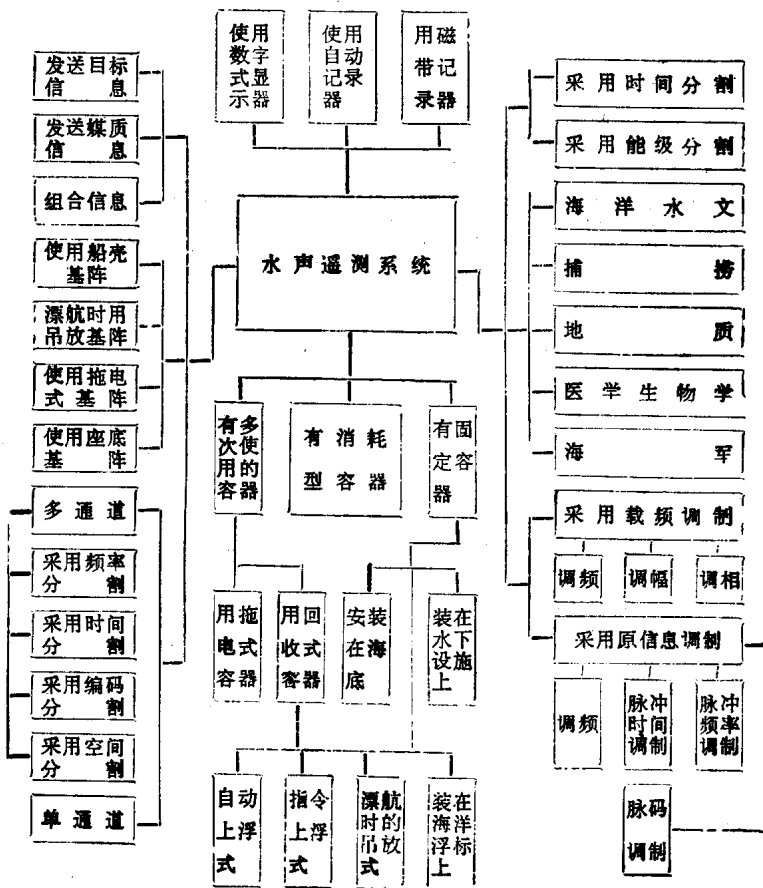 使用
数字
式显
示器
使用
自动
记录
器
用磁
带记
录器
发送目标
信息
发送媒质
信息
组合信息
使用船壳
基阵
漂航时用
吊放基阵
使用拖电
式基阵
使用座底
基阵
多通道
采用频率
分割
采用时间
分割
采用编码
分割
采用空间
分割
单通道
水声遥测系统
有多
次使
用的
容器
有消耗
型容器
有固
定容
器
用拖
电式
容器
用回
收式
客器
安装
在海
底
装在
水下
设施
上
自动
上浮
式
指令
上浮
式
漂航
时的
吊放
式
装在
海洋
浮标
上
采用时间分割
采用能级分割
海洋水文
捕捞
地质
医学生物学
海军
采用载频调制
调频
调幅
调相
采用原信息调制
调频
脉冲
时间
调制
脉冲
频率
调制
脉码
调制